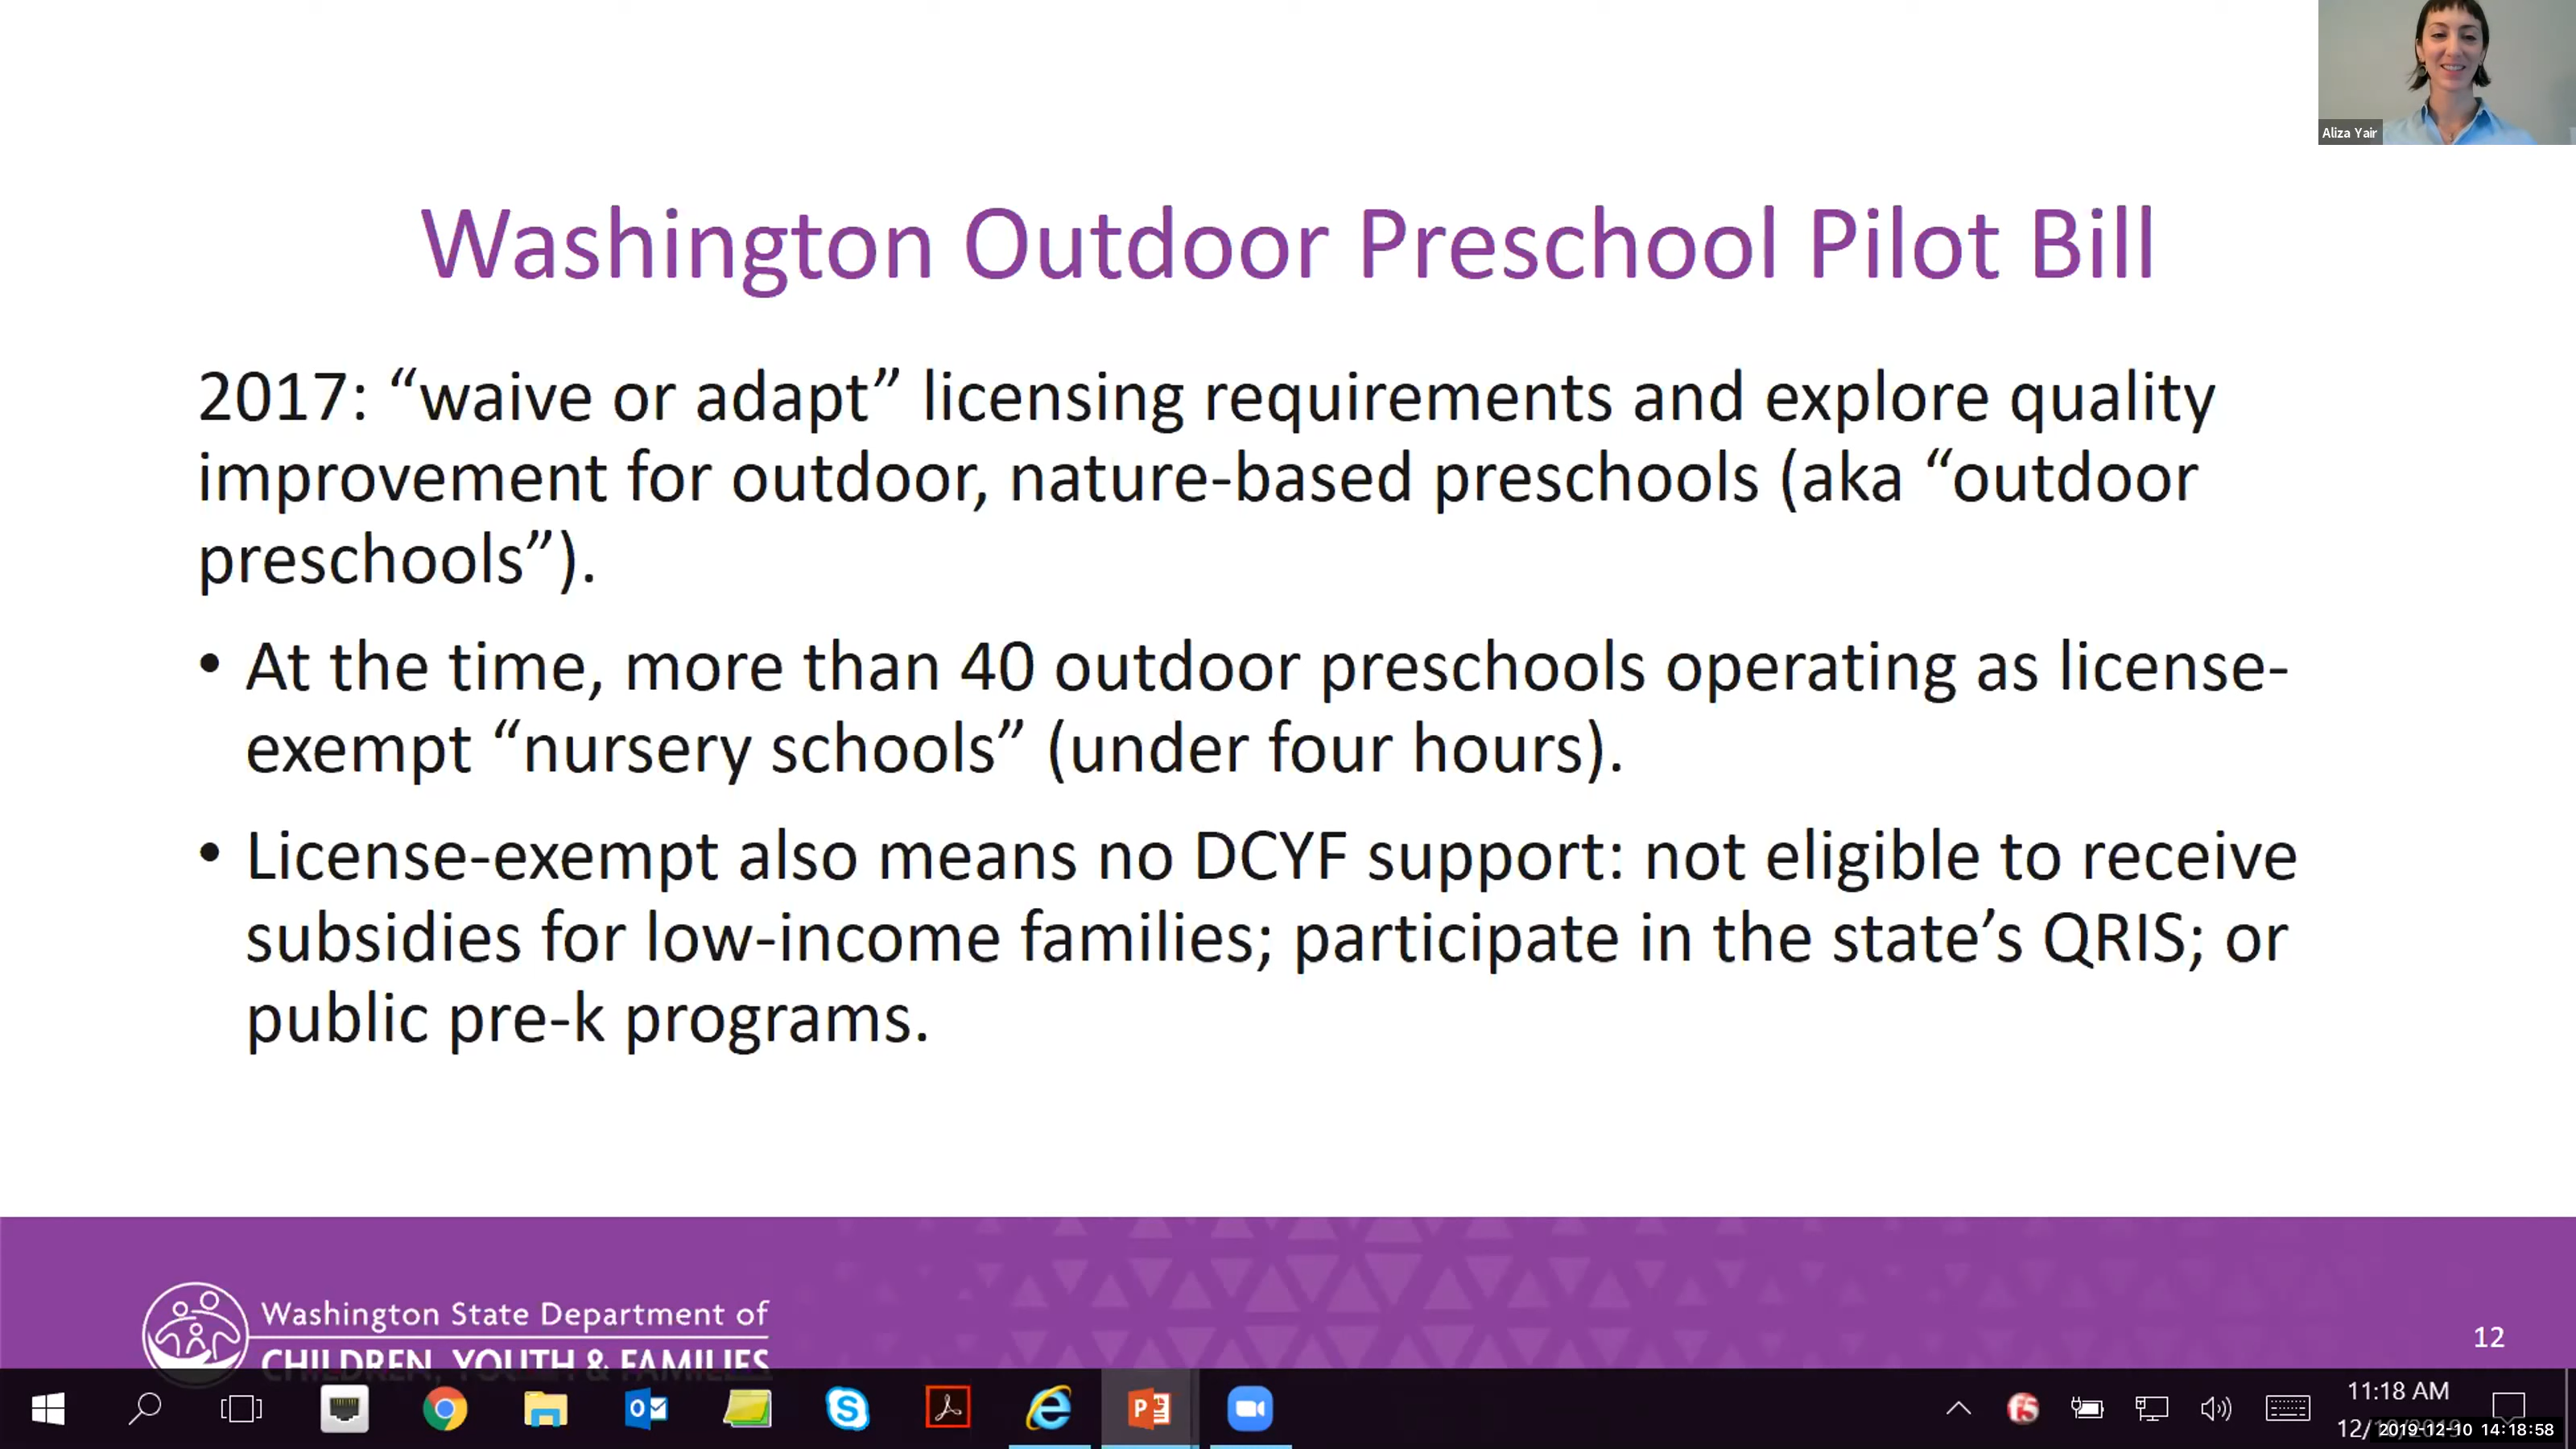 Aliza Yair
Washington Outdoor Preschool Pilot Bill
2017: “waive or adapt” licensing requirements and explore quality
improvement for outdoor, nature-based preschools (aka “outdoor
preschools”).
• At the time, more than 40 outdoor preschools operating as license-
exempt “nursery schools” (under four hours).
• License-exempt also means no DCYF support: not eligible to receive
subsidies for low-income families; participate in the state’s QRIS; or
public pre-k programs.
Washington State Department of
CHILDREN, YOUTH & FAMILIES
12
11:18 AM
12/
2019-12-10 14:18:58